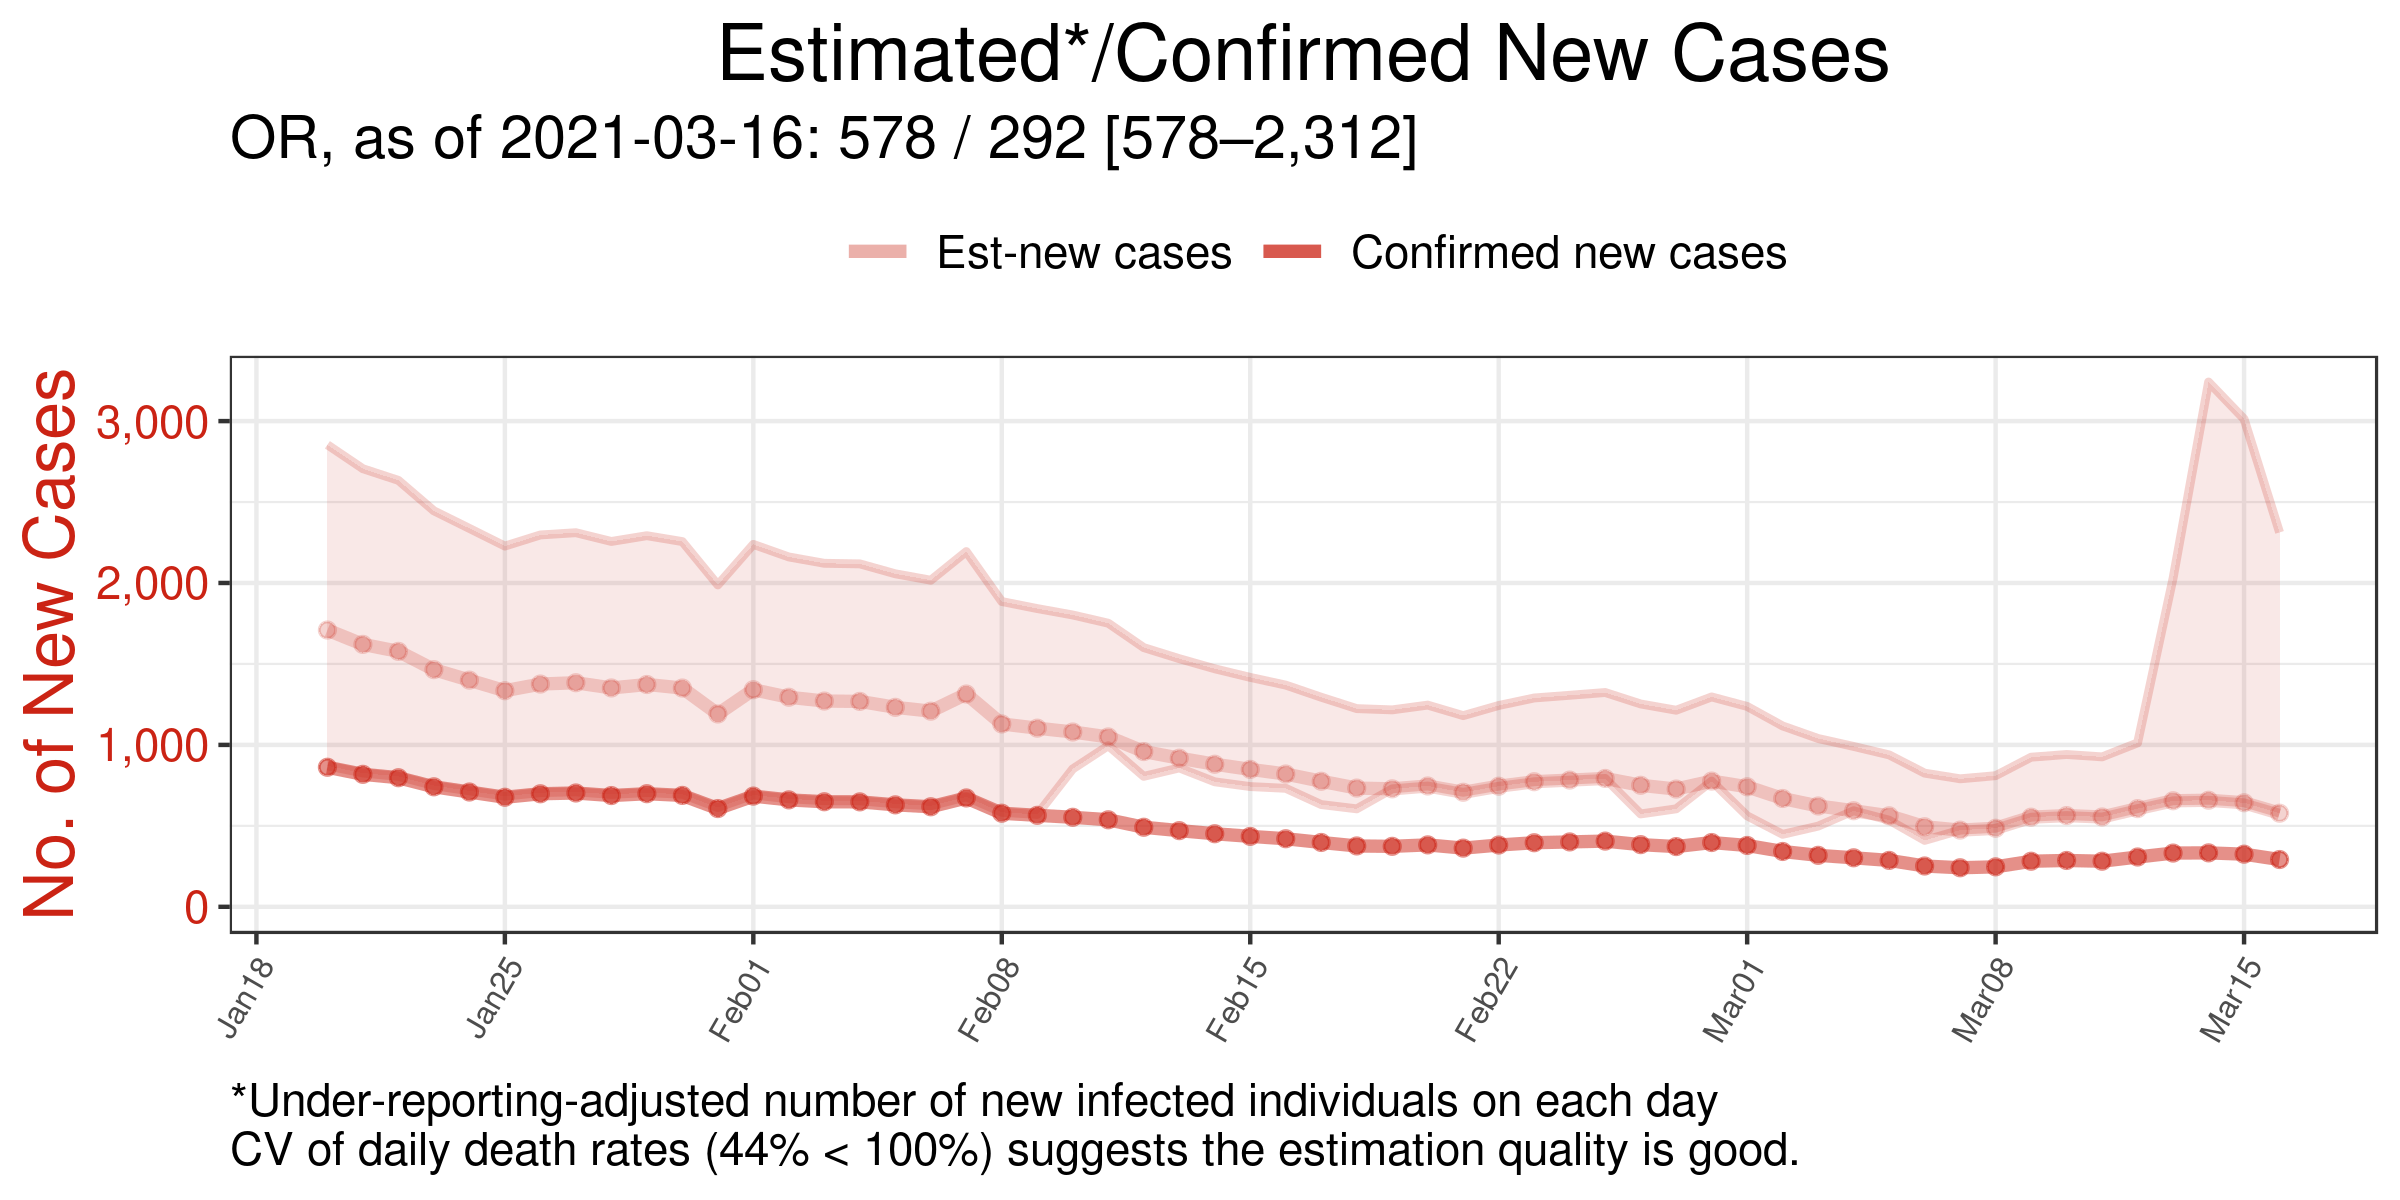 Estimated*/Confirmed New Cases
OR, as of 2021-03-16: 578 / 292 [578–2,312]
Est-new cases
Confirmed new cases
No. of New Cases
3,000
2,000
1,000
0
Jan18
Jan25
Feb01
Feb08
Feb15
Feb22
Mar01
Mar08
Mar15
*Under-reporting-adjusted number of new infected individuals on each day
CV of daily death rates (44% < 100%) suggests the estimation quality is good.